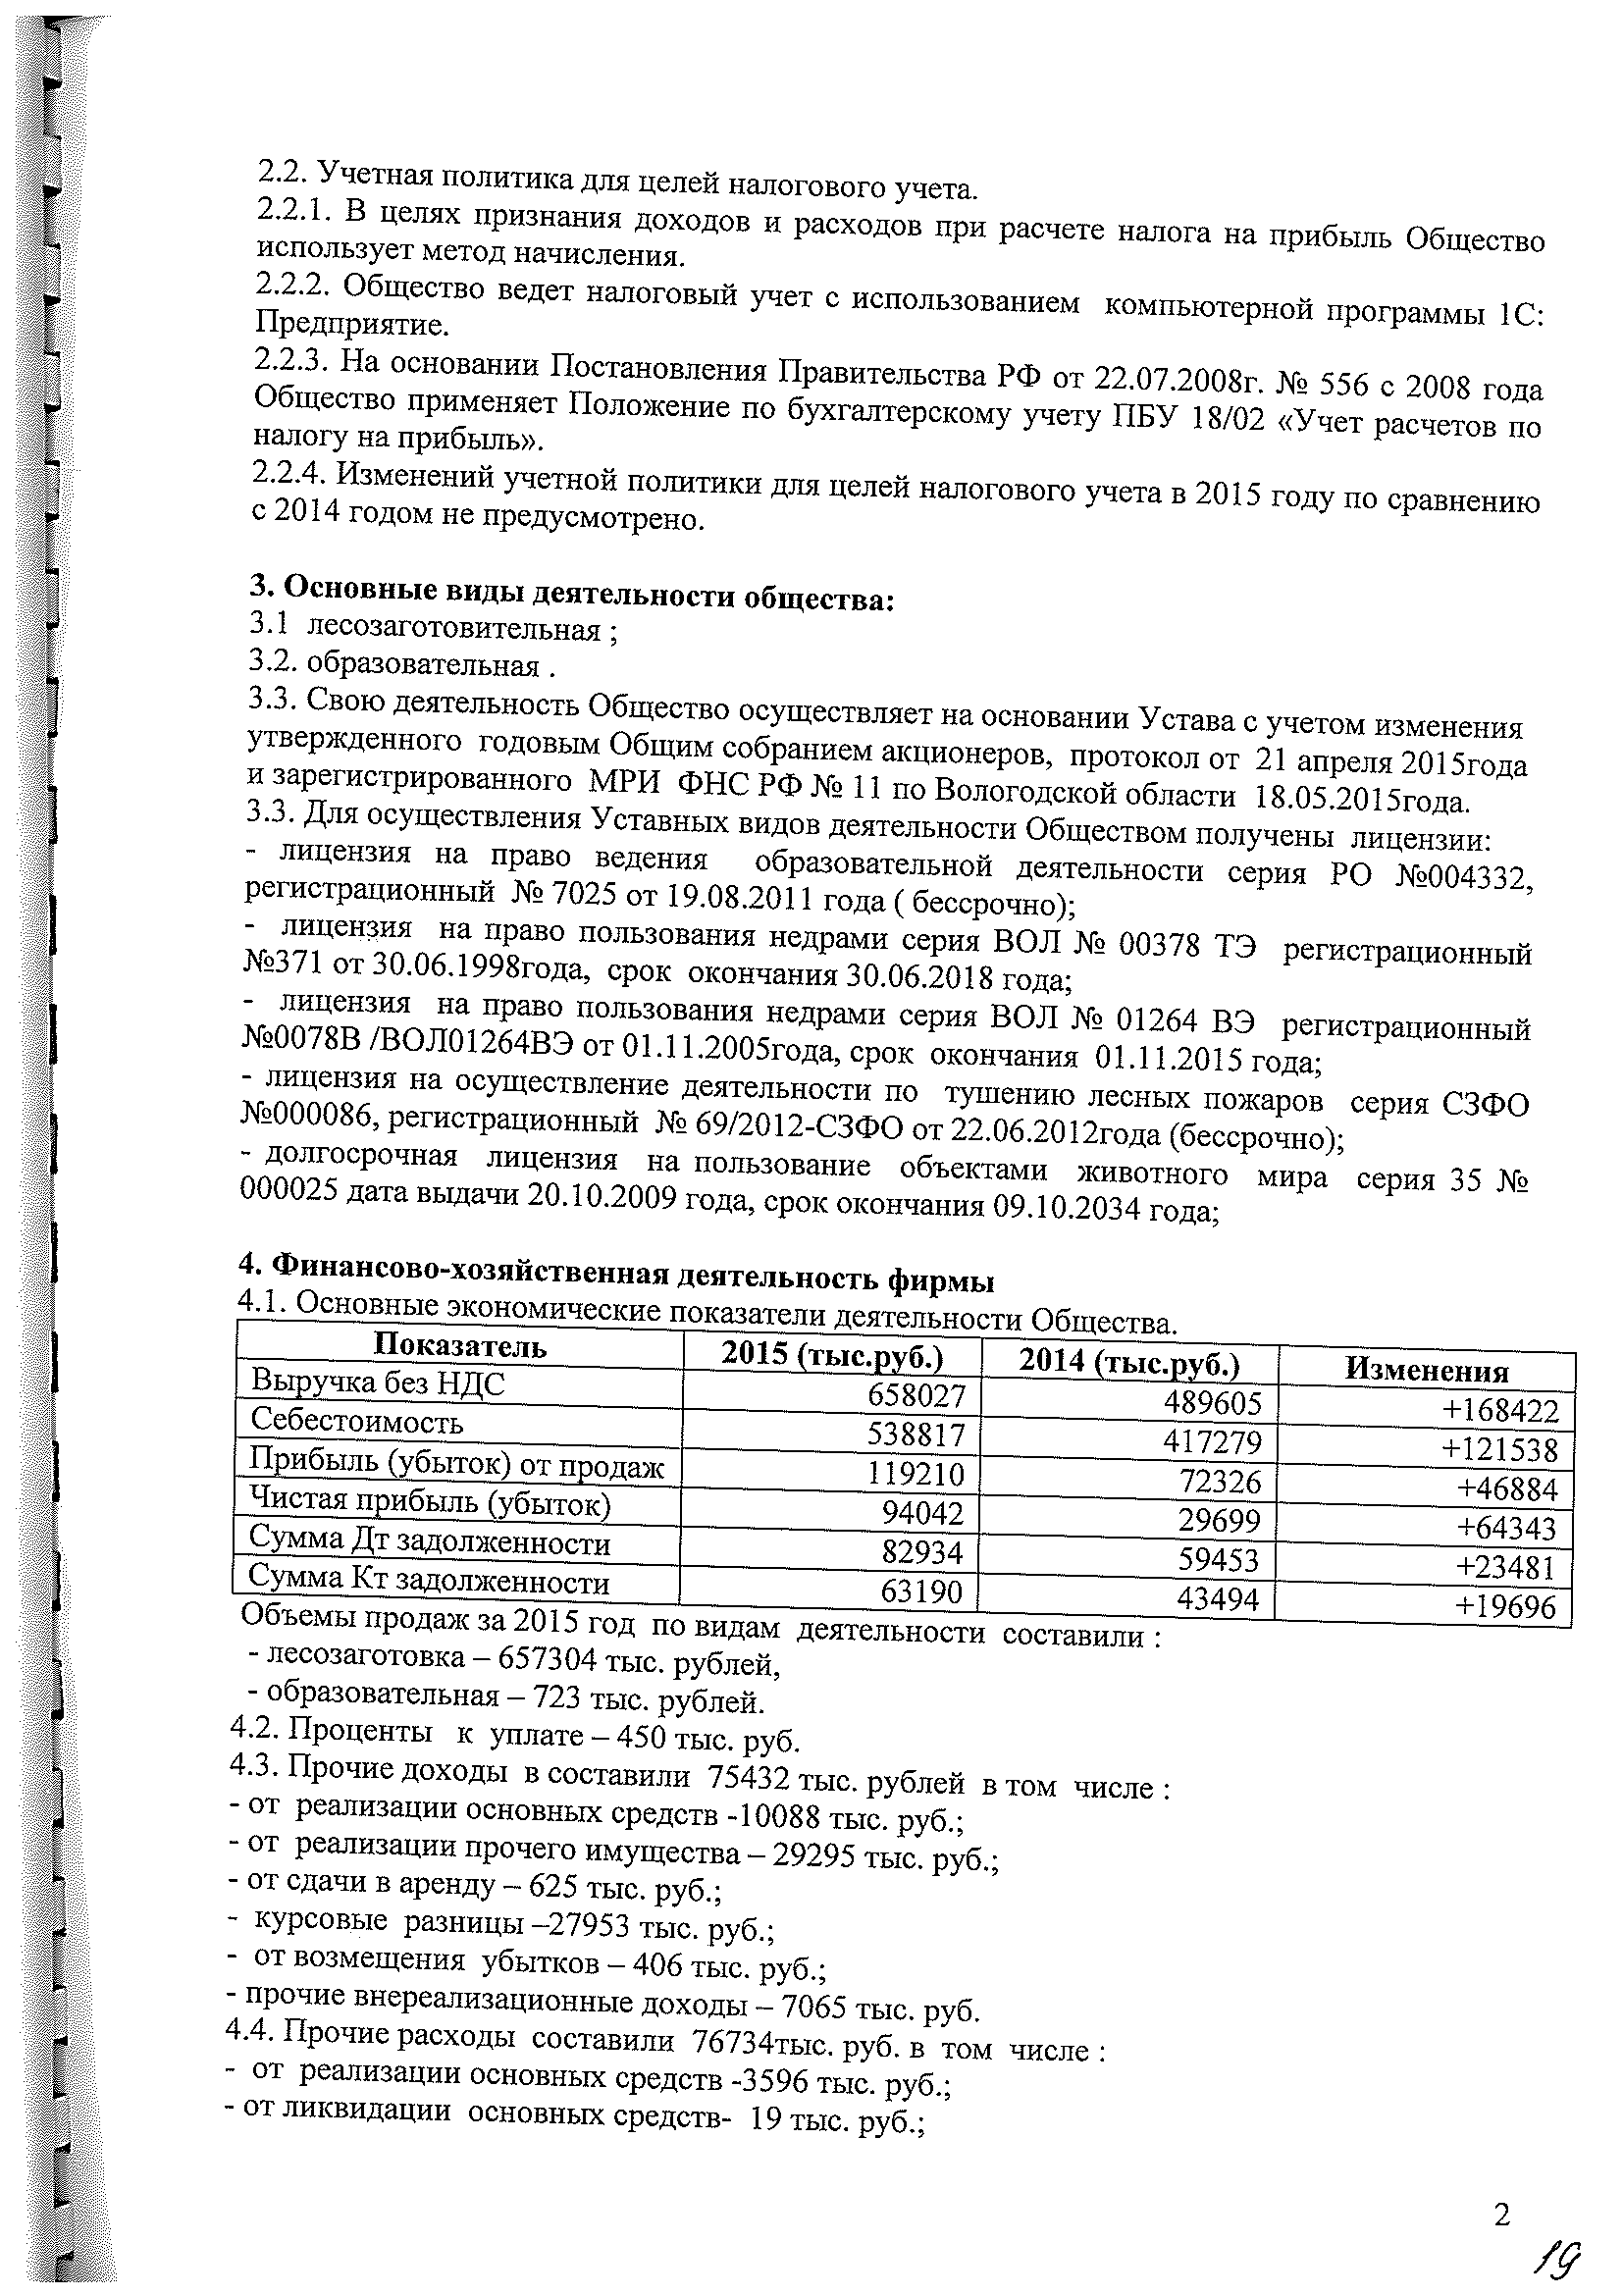 2.2. Учетная политика для целей налогового учета.
2.2.1. В целях признания доходов и расходов при расчете налога на прибыль Общество
использует метод начисления.
2.2.2. Общество ведет налоговый учет с использованием компьютерной программы 1С:
Предприятие.
2.2.3. На основании Постановления Правительства РФ от 22.07.2008г. № 556 с 2008 года
Общество применяет Положение по бухгалтерскому учету ПБУ 18/02 «Учет расчетов по
налогу на прибыль».
2.2.4. Изменений учетной политики для целей налогового учета в 2015 году по сравнению
с 2014 годом не предусмотрено.
3. Основные виды деятельности общества:
3.1 лесозаготовительная ;
3.2. образовательная .
3.3. Свою деятельность Общество осуществляет на основании Устава с учетом изменения
утвержденного годовым Общим собранием акционеров, протокол от 21 апреля 2015года
и зарегистрированного МРИ ФНС РФ № 11 по Вологодской области 18.05.2015года.
3.3. Для осуществления Уставных видов деятельности Обществом получены лицензии:
- лицензия на право ведения образовательной деятельности серия РО №004332,
регистрационный № 7025 от 19.08.2011 года ( бессрочно);
- лицензия на право пользования недрами серия ВОЛ № 00378 ТЭ регистрационный
№371 от 30.06.1998года, срок окончания 30.06.2018 года;
- лицензия на право пользования недрами серия ВОЛ № 01264 ВЭ регистрационный
№0078В /ВОЛ01264ВЭ от 01.11.2005года, срок окончания 01.11.2015 года;
- лицензия на осуществление деятельности по тушению лесных пожаров серия СЗФО
№000086, регистрационный № 69/2012-СЗФО от 22.06.2012года (бессрочно);
- долгосрочная лицензия на пользование объектами животного мира серия 35 №
000025 дата выдачи 20.10.2009 года, срок окончания 09.10.2034 года;
4. Финансово-хозяйственная деятельность фирмы
4.1. Основные экономические показатели деятельности Общества.
Показатель 2015 (тыс.руб.) 2014 (тыс.руб.) Изменения
Выручка без НДС 658027 489605 +168422
Себестоимость 538817 417279 +121538
Прибыль (убыток) от продаж 119210 72326 +46884
Чистая прибыль (убыток) 94042 29699 +64343
Сумма Дт задолженности 82934 59453 +23481
Сумма Кт задолженности 63190 43494 +19696
Объемы продаж за 2015 год по видам деятельности составили :
- лесозаготовка – 657304 тыс. рублей,
- образовательная – 723 тыс. рублей.
4.2. Проценты к уплате – 450 тыс. руб.
4.3. Прочие доходы в составили 75432 тыс. рублей в том числе :
- от реализации основных средств -10088 тыс. руб.;
- от реализации прочего имущества – 29295 тыс. руб.;
- от сдачи в аренду – 625 тыс. руб.;
- курсовые разницы –27953 тыс. руб.;
- от возмещения убытков – 406 тыс. руб.;
- прочие внереализационные доходы – 7065 тыс. руб.
4.4. Прочие расходы составили 76734тыс. руб. в том числе :
- от реализации основных средств -3596 тыс. руб.;
- от ликвидации основных средств- 19 тыс. руб.;
2
19